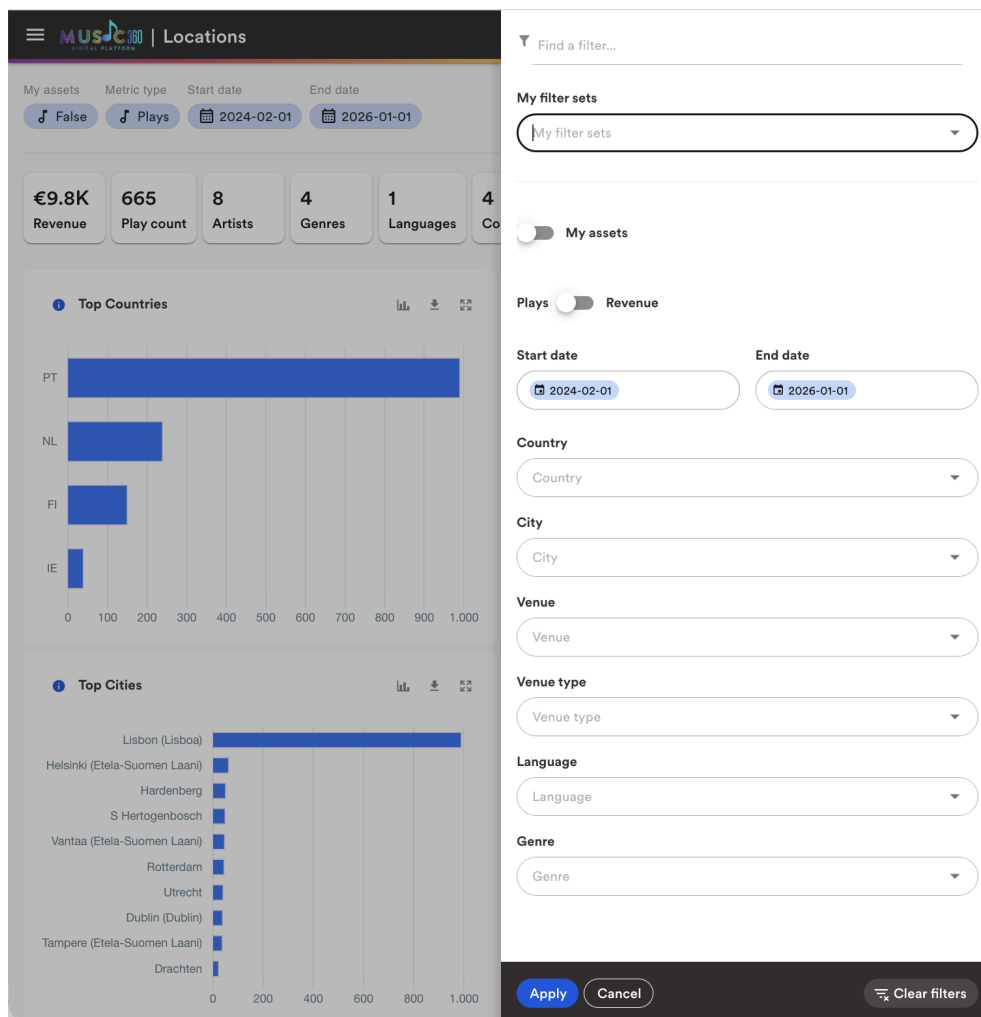 MUSIC360 | Locations
DIGITAL PLATFORM
My assets Metric type Start date End date
False Plays 2024-02-01 2026-01-01
€9.8K 665 8 4 1 4
Revenue Play count Artists Genres Languages Co
Top Countries
PT
NL
FI
IE
0 100 200 300 400 500 600 700 800 900 1.000
Top Cities
Lisbon (Lisboa)
Helsinki (Etela-Suomen Laani)
Hardenberg
S Hertogenbosch
Vantaa (Etela-Suomen Laani)
Rotterdam
Utrecht
Dublin (Dublin)
Tampere (Etela-Suomen Laani)
Drachten
0 200 400 600 800 1.000
Find a filter...
My filter sets
My filter sets
My assets
Plays Revenue
Start date End date
2024-02-01 2026-01-01
Country
Country
City
City
Venue
Venue
Venue type
Venue type
Language
Language
Genre
Genre
Apply Cancel Clear filters